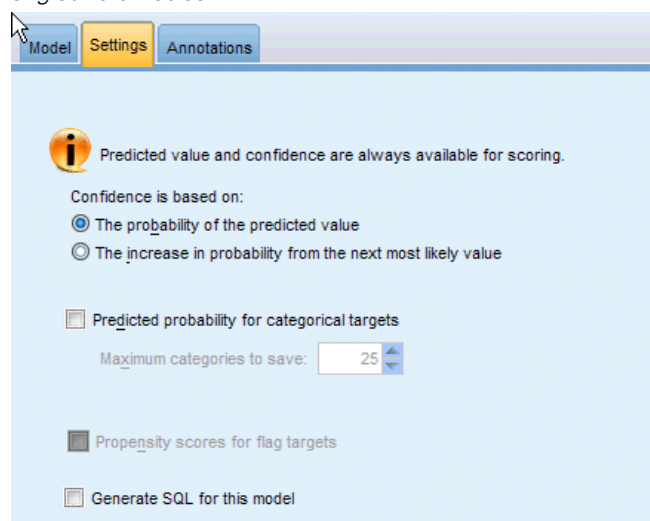 Model Settings Annotations
Predicted value and confidence are always available for scoring.
Confidence is based on:
The probability of the predicted value
The increase in probability from the next most likely value
Predicted probability for categorical targets
Maximum categories to save: 25
Propensity scores for flag targets
Generate SQL for this model